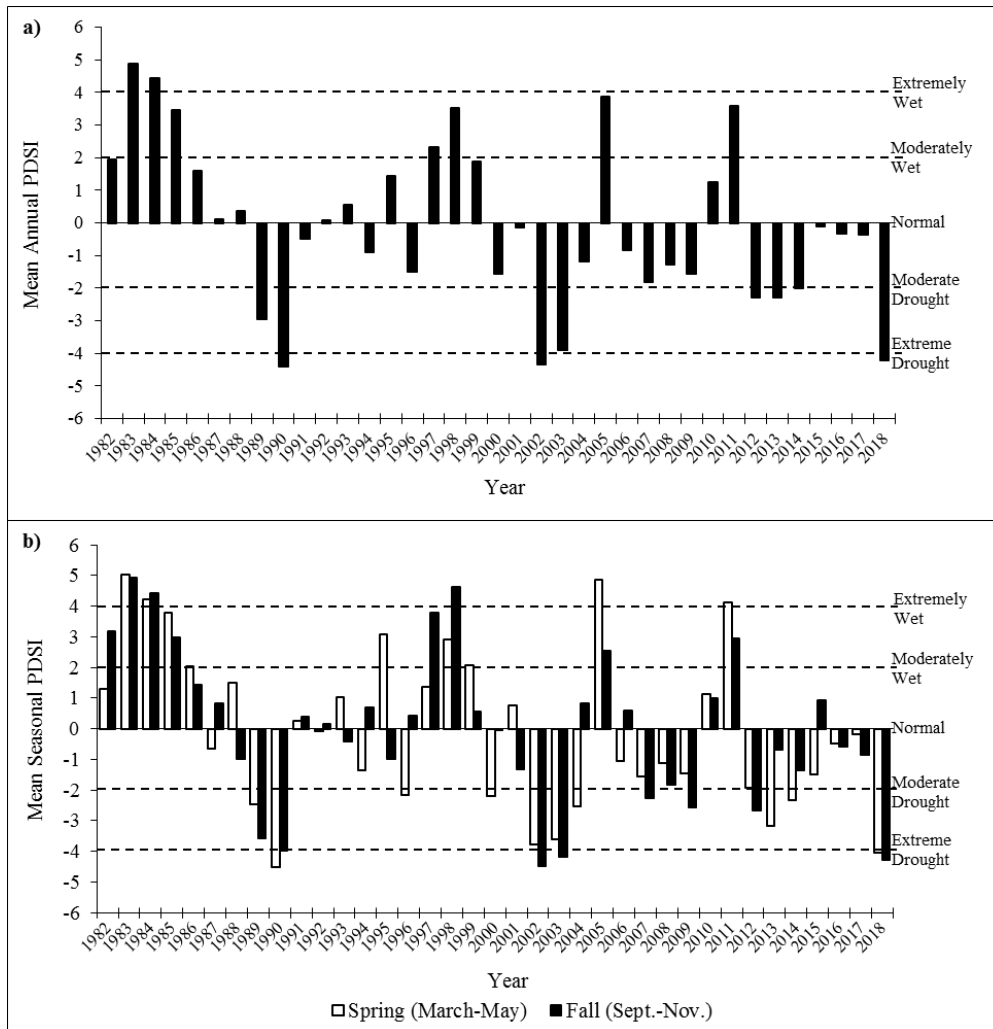 a)
Mean Annual PDSI
6
5
4
3
2
1
0
-1
-2
-3
-4
-5
-6
Extremely
Wet
Moderately
Wet
Normal
Moderate
Drought
Extreme
Drought
1982 1983 1984 1985 1986 1987 1988 1989 1990 1991 1992 1993 1994 1995 1996 1997 1998 1999 2000 2001 2002 2003 2004 2005 2006 2007 2008 2009 2010 2011 2012 2013 2014 2015 2016 2017 2018
Year
b)
Mean Seasonal PDSI
6
5
4
3
2
1
0
-1
-2
-3
-4
-5
-6
Extremely
Wet
Moderately
Wet
Normal
Moderate
Drought
Extreme
Drought
1982 1983 1984 1985 1986 1987 1988 1989 1990 1991 1992 1993 1994 1995 1996 1997 1998 1999 2000 2001 2002 2003 2004 2005 2006 2007 2008 2009 2010 2011 2012 2013 2014 2015 2016 2017 2018
Year
Spring (March-May) Fall (Sept.-Nov.)